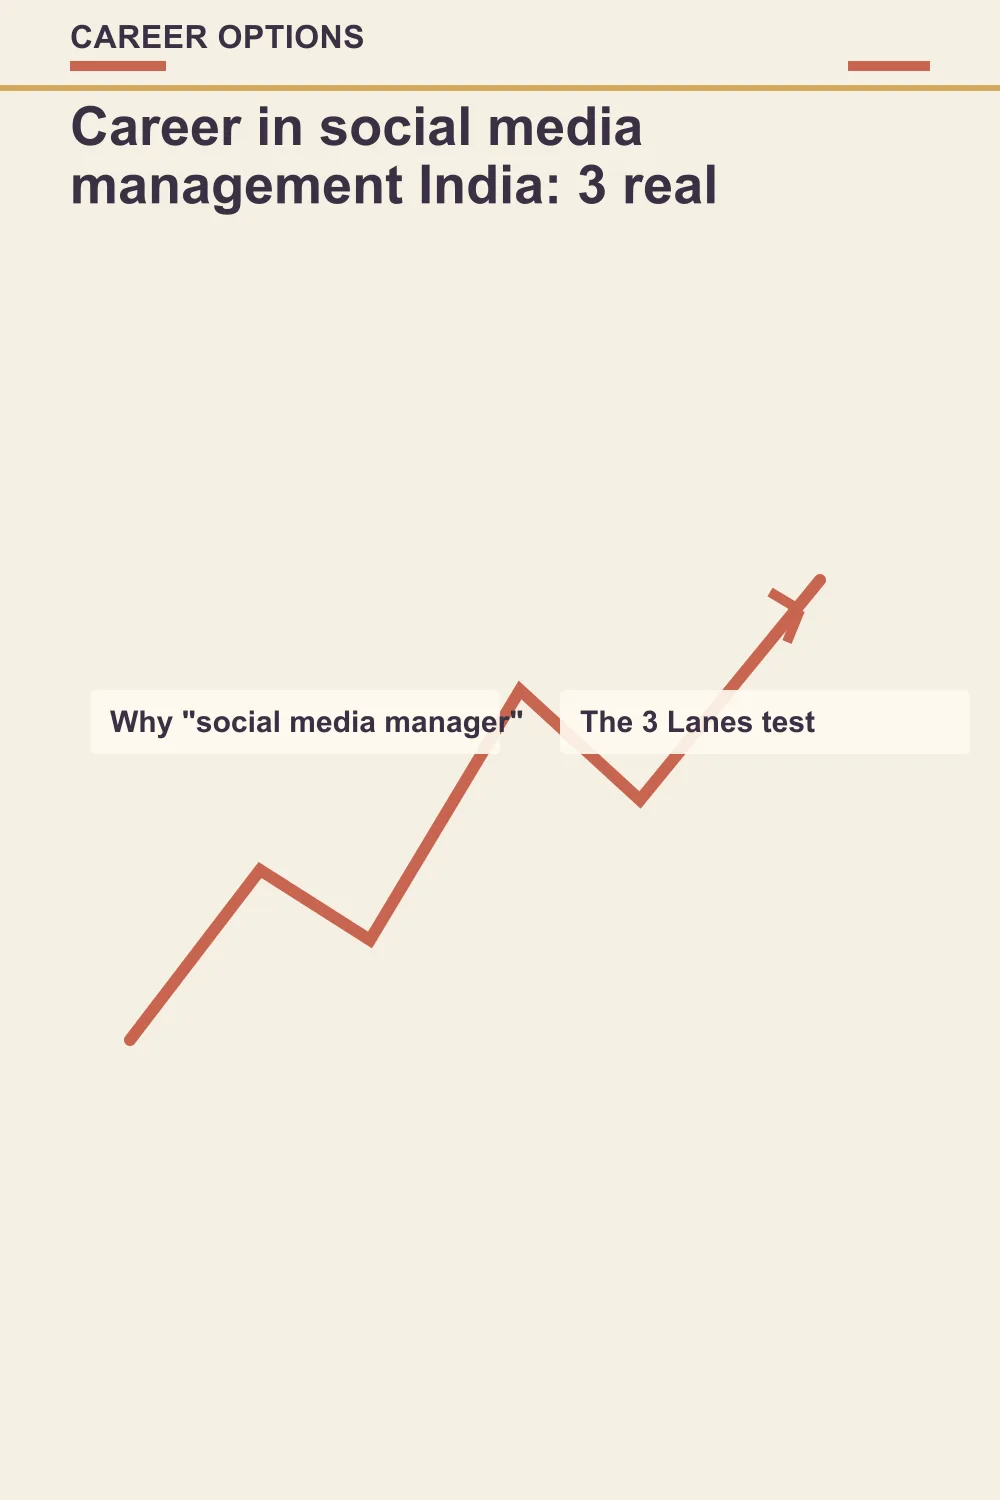 CAREER OPTIONS
Career in social media
management India: 3 real
Why "social media manager"
The 3 Lanes test